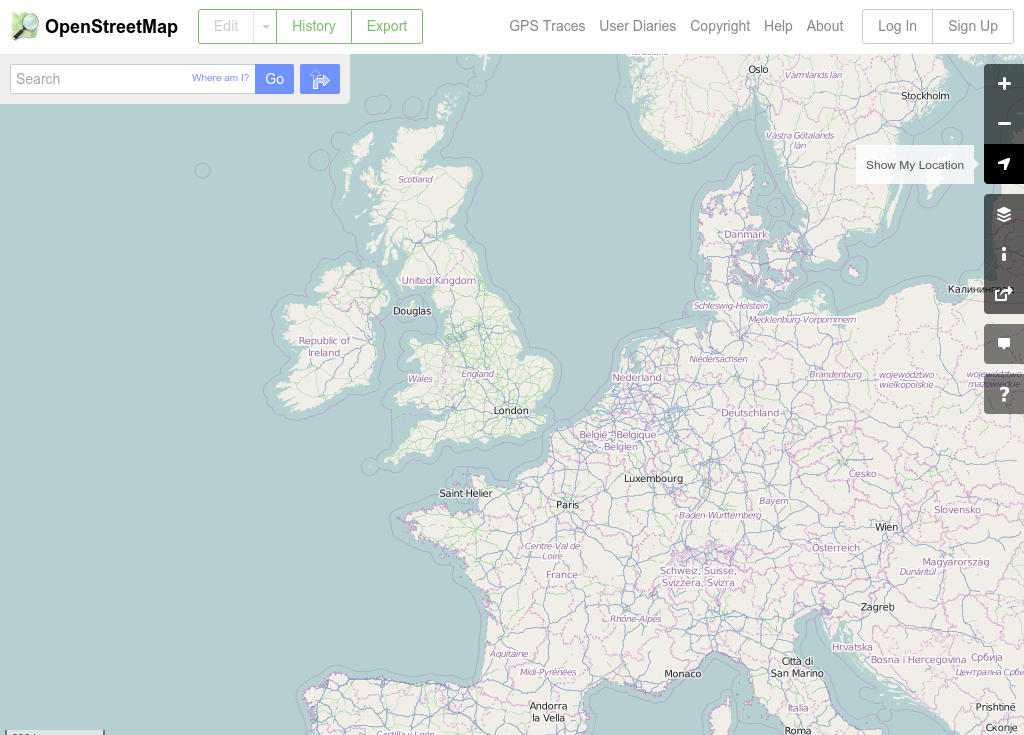 OpenStreetMap
Edit
History
Export
GPS Traces
User Diaries
Copyright
Help
About
Log In
Sign Up
Search
Where am I?
Go
Oslo
Värmlands län
Stockholm
Västra Götalands
län
Show My Location
Scotland
Danmark
United Kingdom
Калинин
Douglas
Schleswig-Holstein
Mecklenburg-Vorpommern
Republic of
Ireland
Niedersachsen
Wales
England
Nederland
Brandenburg
województwo
wielkopolskie
województwo
mazowieckie
London
Deutschland
?
België - Belgique
- Belgien
Luxembourg
Česko
Saint Helier
Paris
Bayern
Baden-Württemberg
Slovensko
Wien
Centre-Val de
Loire
Österreich
France
Schweiz, Suisse,
Svizzera, Svizra
Magyarország
Dunántúl
Zagreb
Rhône-Alpes
Aquitaine
Hrvatska
Midi-Pyrénées
Monaco
Città di
San Marino
Bosna i Hercegovina
Србија
Централна Срби
Andorra
la Vella
Italia
Prishtinë
Castilla y León
Roma
Скопје